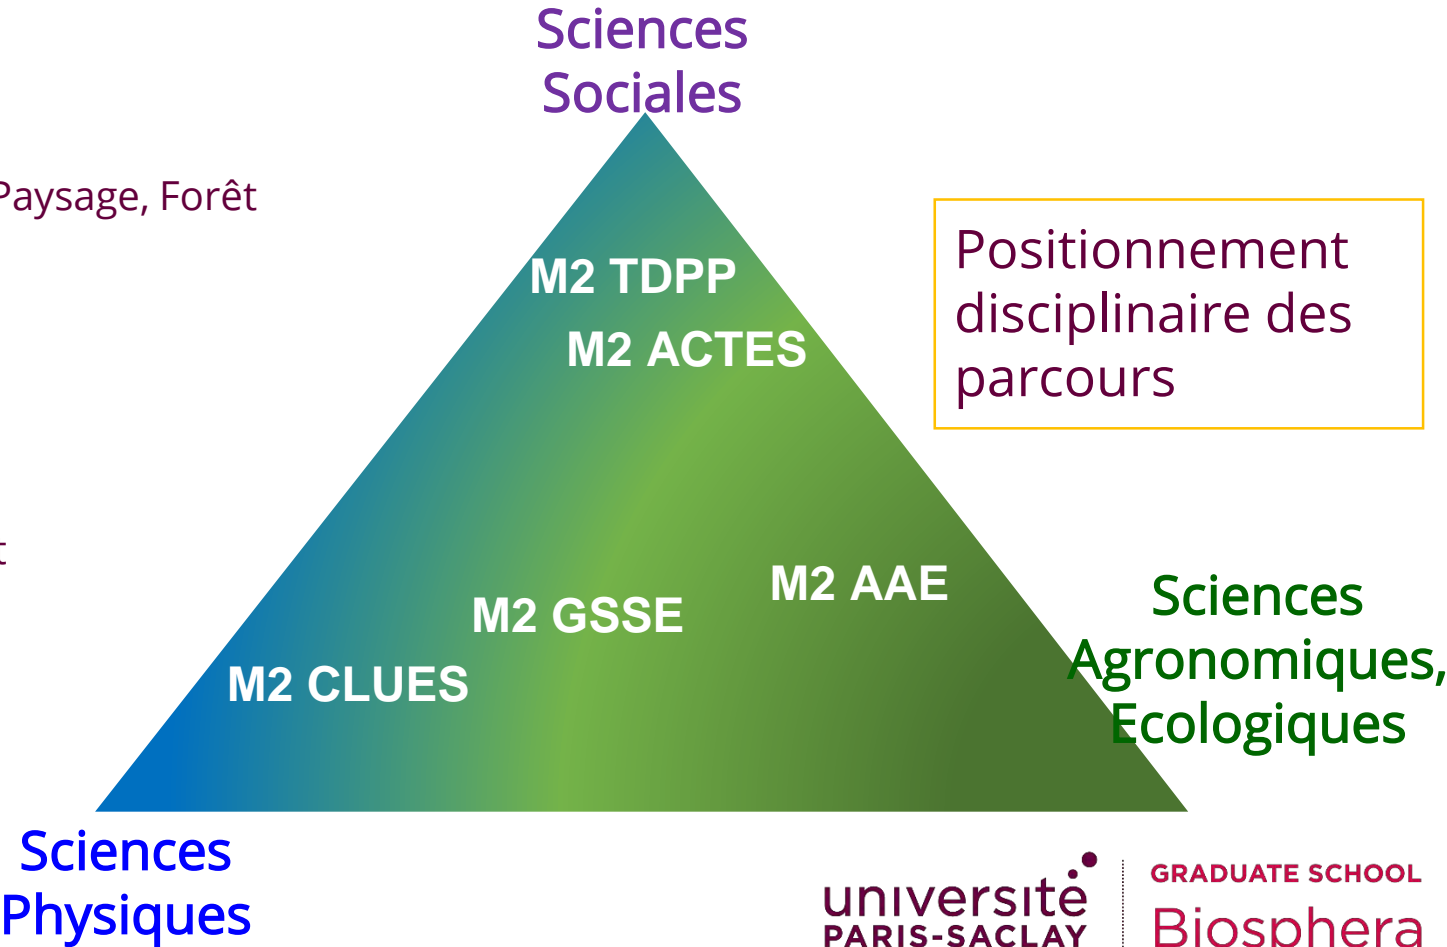 Sciences
Sociales
Paysage, Forêt
M2 TDPP
M2 ACTES
Positionnement
disciplinaire des
parcours
t
M2 AAE
M2 GSSE
M2 CLUES
Sciences
Agronomiques,
Ecologiques
Sciences
Physiques
université
PARIS-SACLAY
GRADUATE SCHOOL
Biosphera